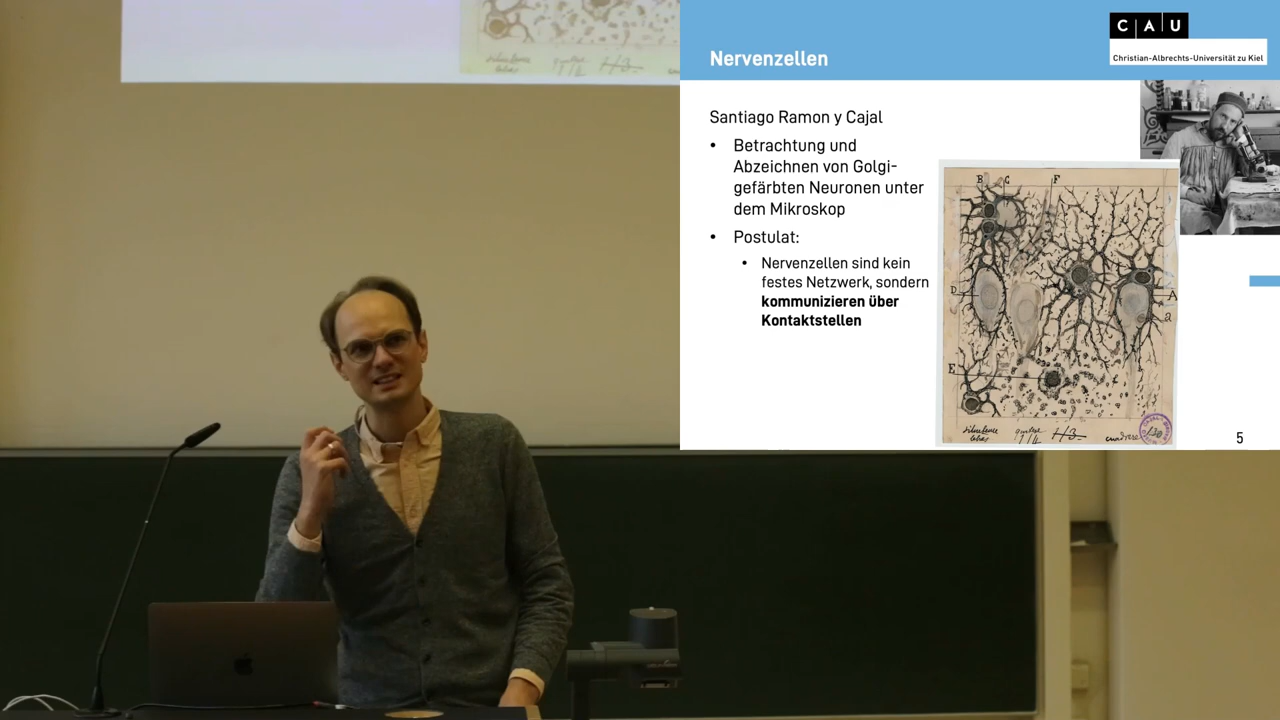 Nervenzellen
C A U
Christian-Albrechts-Universität zu Kiel
Santiago Ramon y Cajal
• Betrachtung und
Abzeichnen von Golgi-
gefärbten Neuronen unter
dem Mikroskop
• Postulat:
• Nervenzellen sind kein
festes Netzwerk, sondern
kommunizieren über
Kontaktstellen
B C F
D
A
a
E
5